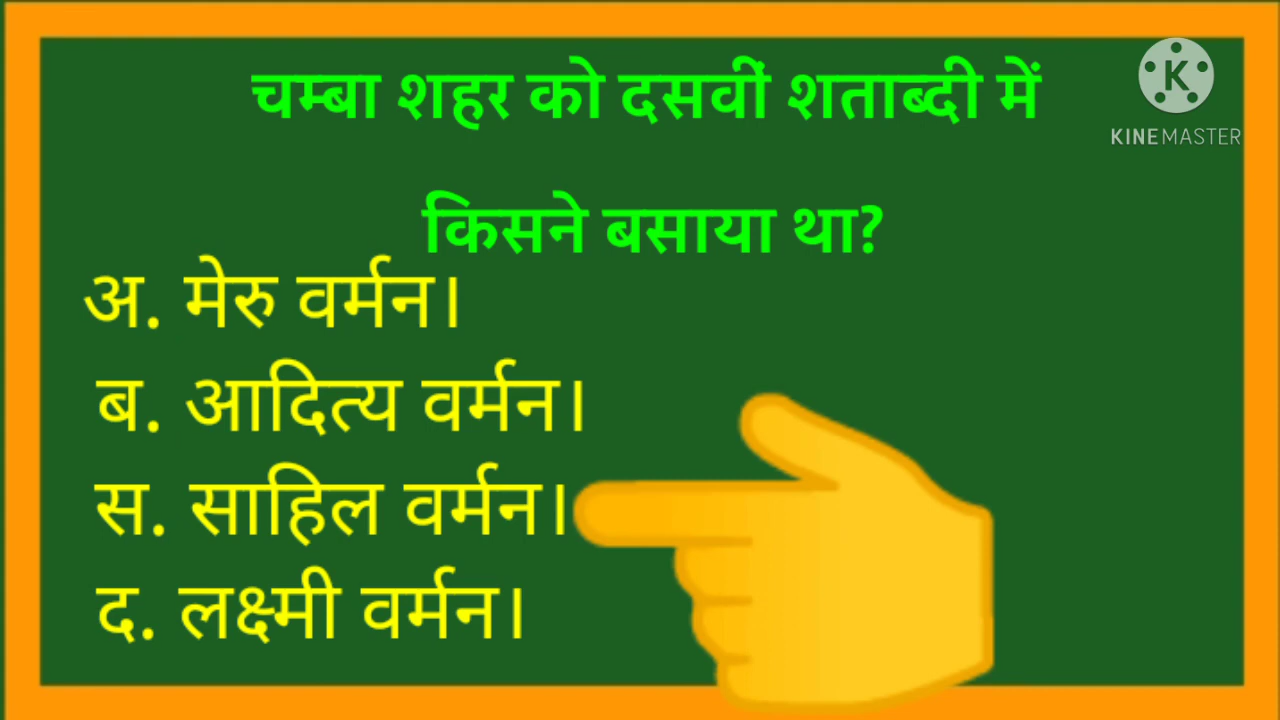 चम्बा शहर को दसवीं शताब्दी में
किसने बसाया था?
अ. मेरु वर्मन।
ब. आदित्य वर्मन।
स. साहिल वर्मन।
द. लक्ष्मी वर्मन।
K
KINEMASTER